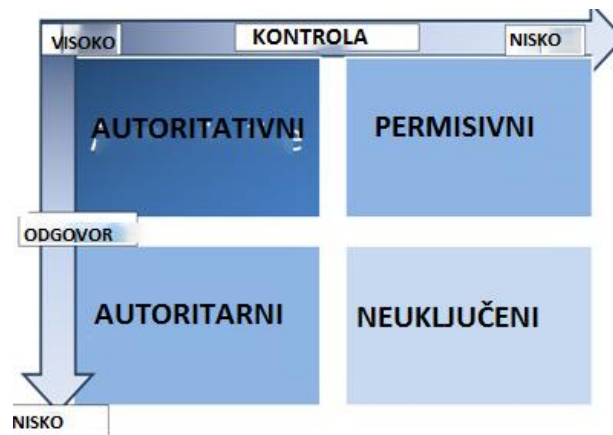 VISOKO KONTROLA NISKO
AUTORITATIVNI PERMISIVNI
ODGOVOR
AUTORITARNI NEUKLJUČENI
NISKO